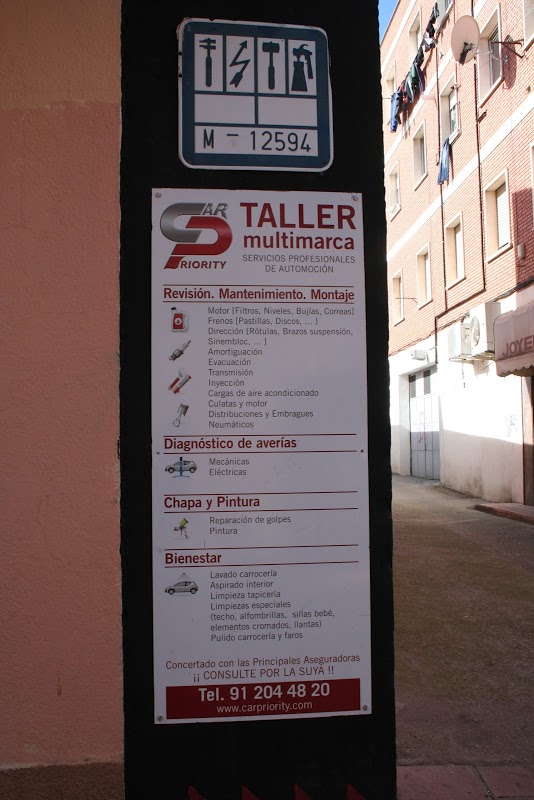 M - 12594
CAR
PRIORITY
TALLER
multimarca
SERVICIOS PROFESIONALES
DE AUTOMOCIÓN
Revisión. Mantenimiento. Montaje
Motor [Filtros, Niveles, Bujías, Correas]
Frenos [Pastillas, Discos, ... ]
Dirección [Rótulas, Brazos suspensión,
Sinembloc, ... ]
Amortiguación
Evacuación
Transmisión
Inyección
Cargas de aire acondicionado
Culatas y motor
Distribuciones y Embragues
Neumáticos
Diagnóstico de averías
Mecánicas
Eléctricas
Chapa y Pintura
Reparación de golpes
Pintura
Bienestar
Lavado carrocería
Aspirado interior
Limpieza tapicería
Limpiezas especiales
(techo, alfombrillas, sillas bebé,
elementos cromados, llantas)
Pulido carrocería y faros
Concertado con las Principales Aseguradoras
¡¡ CONSULTE POR LA SUYA !!
Tel. 91 204 48 20
www.carpriority.com
JOYE